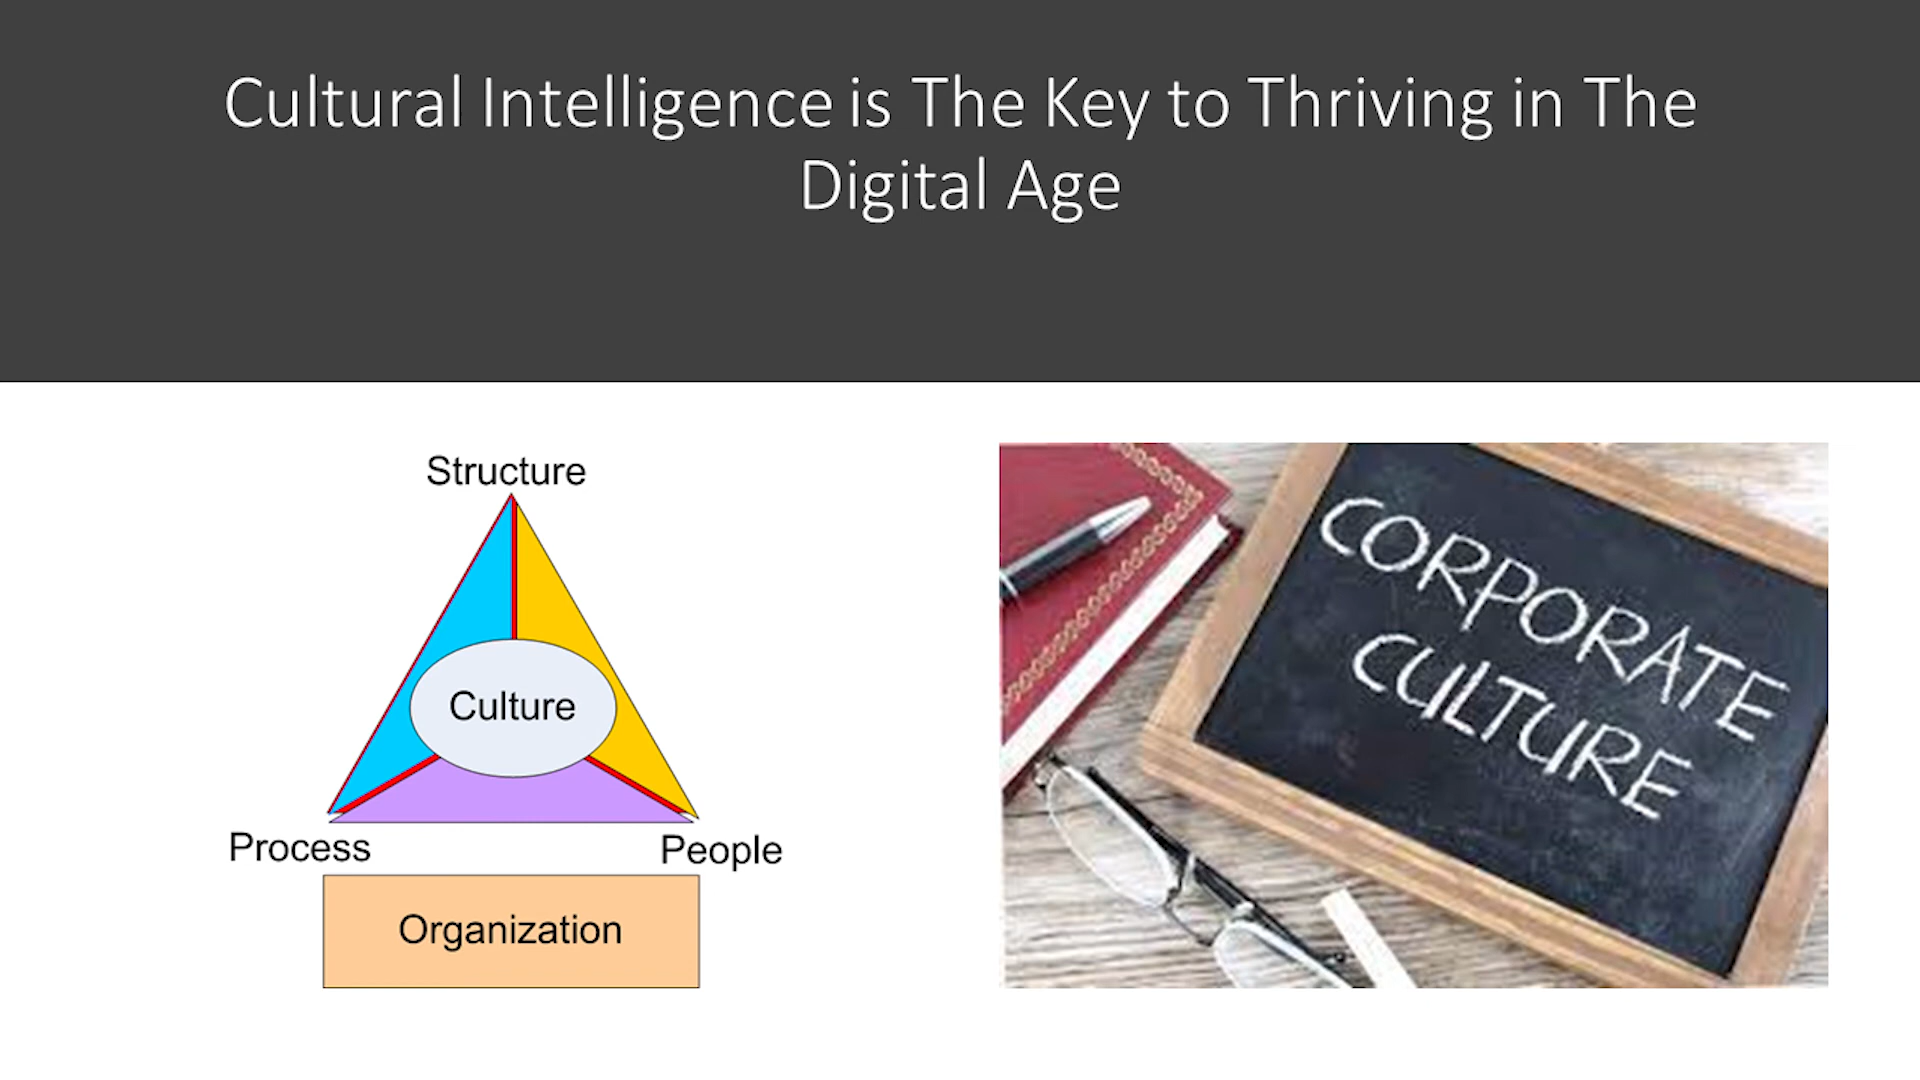 Cultural Intelligence is The Key to Thriving in The
Digital Age
Structure
Culture
Process
People
Organization
CORPORATE
CULTURE